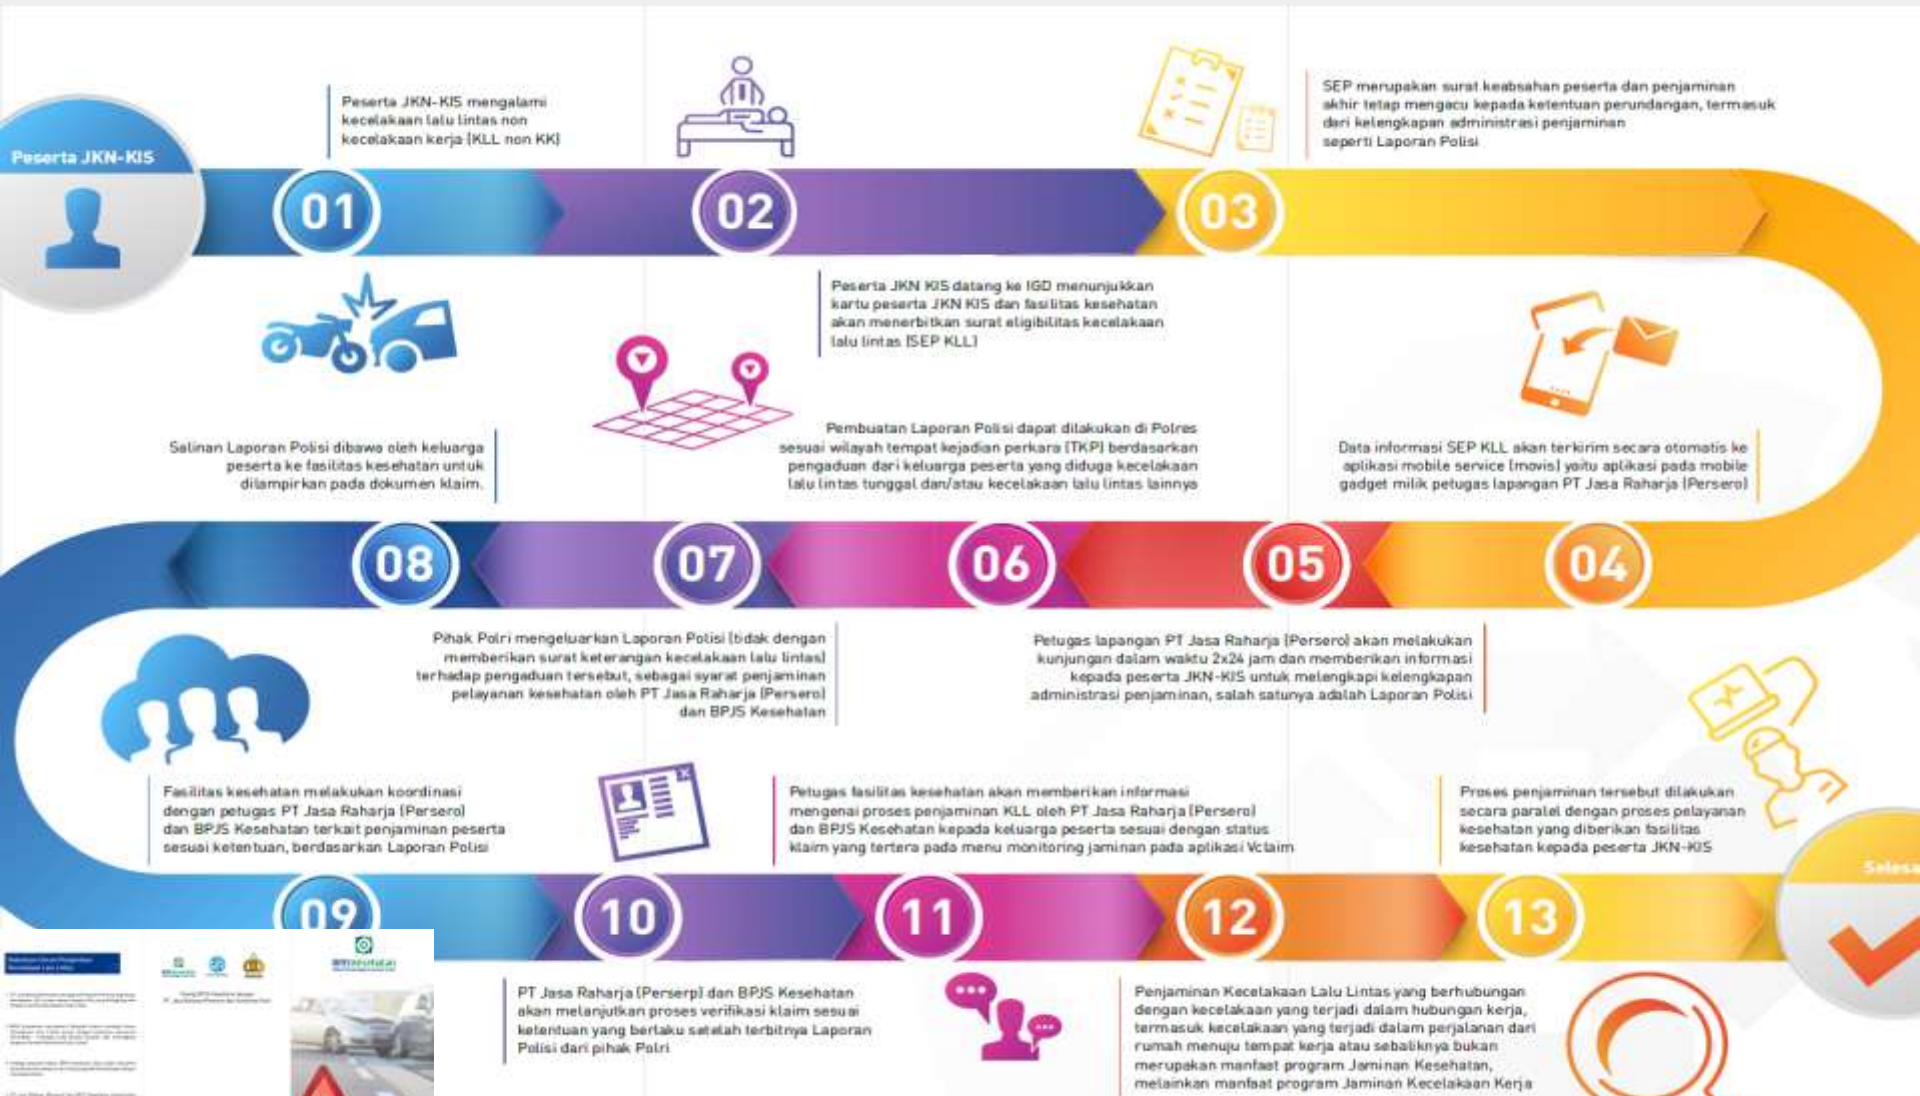 Peserta JKN-KIS
Peserta JKN-KIS mengalami
kecelakaan lalu lintas non
kecelakaan kerja (KLL non KK)
01
02
Peserta JKN KIS datang ke IGD menunjukkan
kartu peserta JKN KIS dan fasilitas kesehatan
akan menerbitkan surat eligibilitas kecelakaan
lalu lintas (SEP KLL)
SEP merupakan surat keabsahan peserta dan penjaminan
akhir tetap mengacu kepada ketentuan perundangan, termasuk
dari kelengkapan administrasi penjaminan
seperti Laporan Polisi
03
Data informasi SEP KLL akan terkirim secara otomatis ke
aplikasi mobile service (movis) yaitu aplikasi pada mobile
gadget milik petugas lapangan PT Jasa Raharja (Persero)
04
05
Petugas lapangan PT Jasa Raharja (Persero) akan melakukan
kunjungan dalam waktu 2x24 jam dan memberikan informasi
kepada peserta JKN-KIS untuk melengkapi kelengkapan
administrasi penjaminan, salah satunya adalah Laporan Polisi
Pembuatan Laporan Polisi dapat dilakukan di Polres
sesuai wilayah tempat kejadian perkara (TKP) berdasarkan
pengaduan dari keluarga peserta yang diduga kecelakaan
lalu lintas tunggal dan/atau kecelakaan lalu lintas lainnya
06
07
Pihak Polri mengeluarkan Laporan Polisi (tidak dengan
memberikan surat keterangan kecelakaan lalu lintas)
terhadap pengaduan tersebut, sebagai syarat penjaminan
pelayanan kesehatan oleh PT Jasa Raharja (Persero)
dan BPJS Kesehatan
Salinan Laporan Polisi dibawa oleh keluarga
peserta ke fasilitas kesehatan untuk
dilampirkan pada dokumen klaim.
08
Fasilitas kesehatan melakukan koordinasi
dengan petugas PT Jasa Raharja (Persero)
dan BPJS Kesehatan terkait penjaminan peserta
sesuai ketentuan, berdasarkan Laporan Polisi
09
10
PT Jasa Raharja (Perserp) dan BPJS Kesehatan
akan melanjutkan proses verifikasi klaim sesuai
ketentuan yang berlaku setelah terbitnya Laporan
Polisi dari pihak Polri
Petugas fasilitas kesehatan akan memberikan informasi
mengenai proses penjaminan KLL oleh PT Jasa Raharja (Persero)
dan BPJS Kesehatan kepada keluarga peserta sesuai dengan status
klaim yang tertera pada menu monitoring jaminan pada aplikasi Vclaim
11
12
Penjaminan Kecelakaan Lalu Lintas yang berhubungan
dengan kecelakaan yang terjadi dalam hubungan kerja,
termasuk kecelakaan yang terjadi dalam perjalanan dari
rumah menuju tempat kerja atau sebaliknya bukan
merupakan manfaat program Jaminan Kesehatan,
melainkan manfaat program Jaminan Kecelakaan Kerja
Proses penjaminan tersebut dilakukan
secara paralel dengan proses pelayanan
kesehatan yang diberikan fasilitas
kesehatan kepada peserta JKN-KIS
13